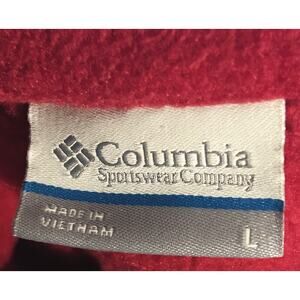 Columbia
Sportswear Company
MADE IN
VIETNAM
L